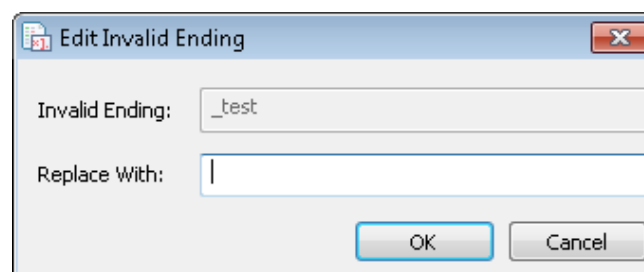 Edit Invalid Ending
Invalid Ending: _test
Replace With:
OK Cancel